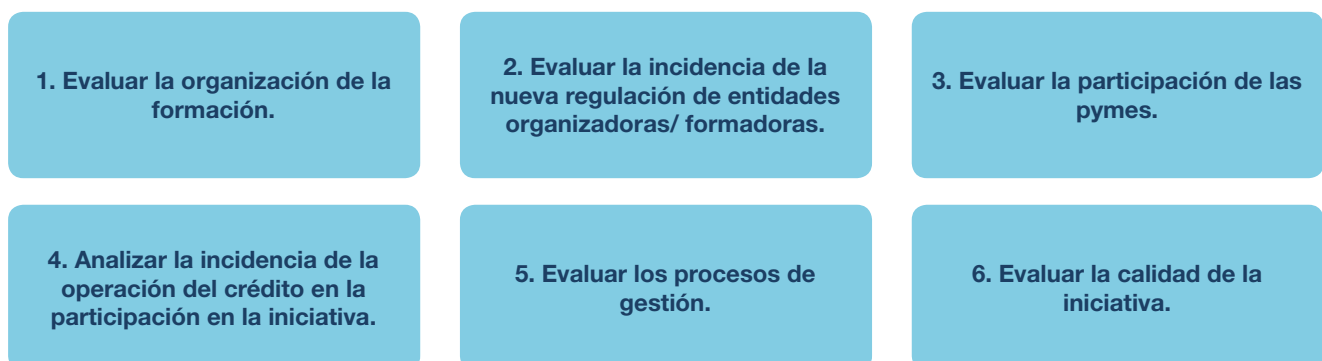 1. Evaluar la organización de la
formación.
2. Evaluar la incidencia de la
nueva regulación de entidades
organizadoras/ formadoras.
3. Evaluar la participación de las
pymes.
4. Analizar la incidencia de la
operación del crédito en la
participación en la iniciativa.
5. Evaluar los procesos de
gestión.
6. Evaluar la calidad de la
iniciativa.